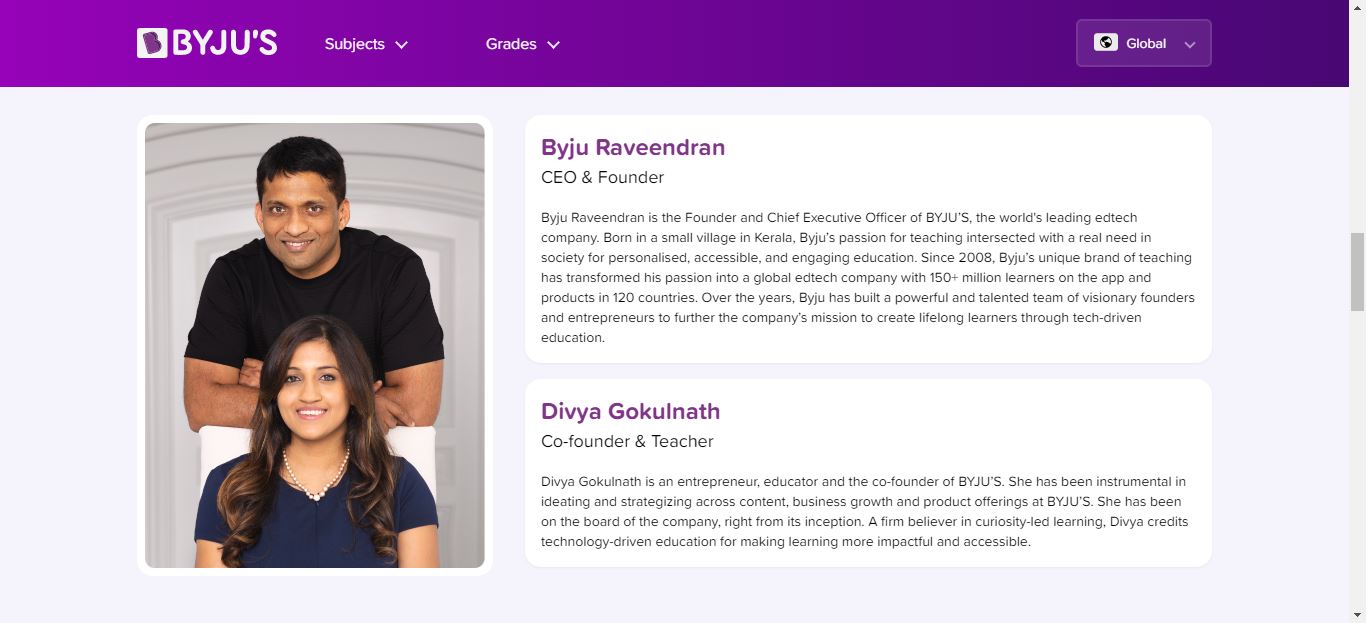 BYJU'S
Subjects
Grades
Global
Byju Raveendran
CEO & Founder
Byju Raveendran is the Founder and Chief Executive Officer of BYJU’S, the world’s leading edtech
company. Born in a small village in Kerala, Byju’s passion for teaching intersected with a real need in
society for personalised, accessible, and engaging education. Since 2008, Byju’s unique brand of teaching
has transformed his passion into a global edtech company with 150+ million learners on the app and
products in 120 countries. Over the years, Byju has built a powerful and talented team of visionary founders
and entrepreneurs to further the company’s mission to create lifelong learners through tech-driven
education.
Divya Gokulnath
Co-founder & Teacher
Divya Gokulnath is an entrepreneur, educator and the co-founder of BYJU’S. She has been instrumental in
ideating and strategizing across content, business growth and product offerings at BYJU’S. She has been
on the board of the company, right from its inception. A firm believer in curiosity-led learning, Divya credits
technology-driven education for making learning more impactful and accessible.